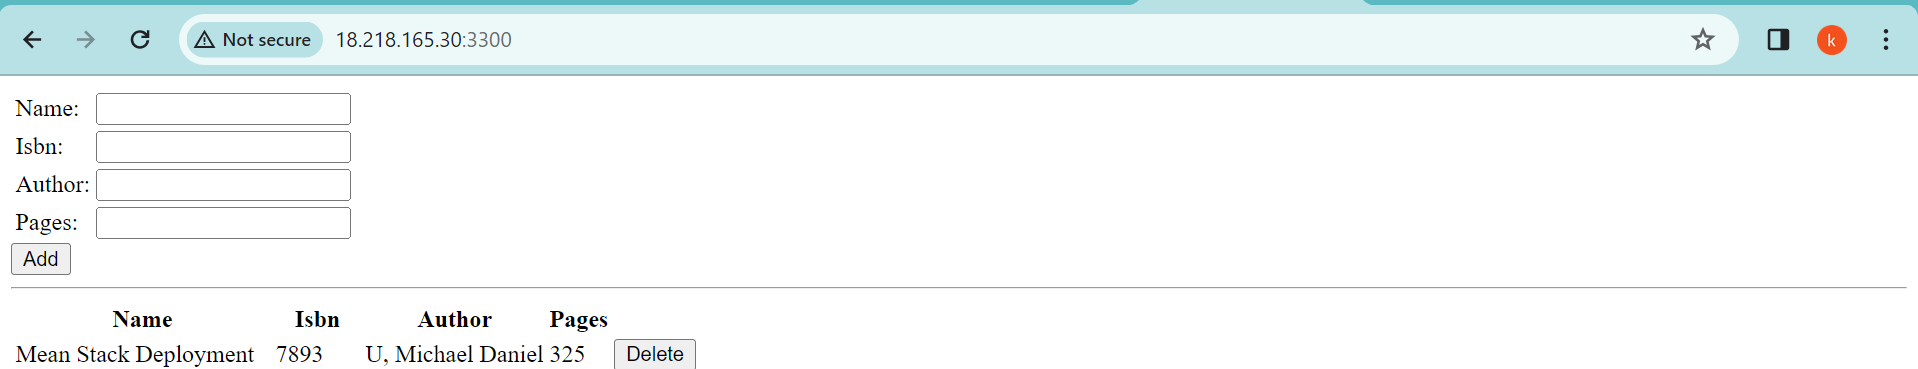 Not secure 18.218.165.30:3300 k
Name:
Isbn:
Author:
Pages:
Add
Name Isbn Author Pages
Mean Stack Deployment 7893 U, Michael Daniel 325 Delete